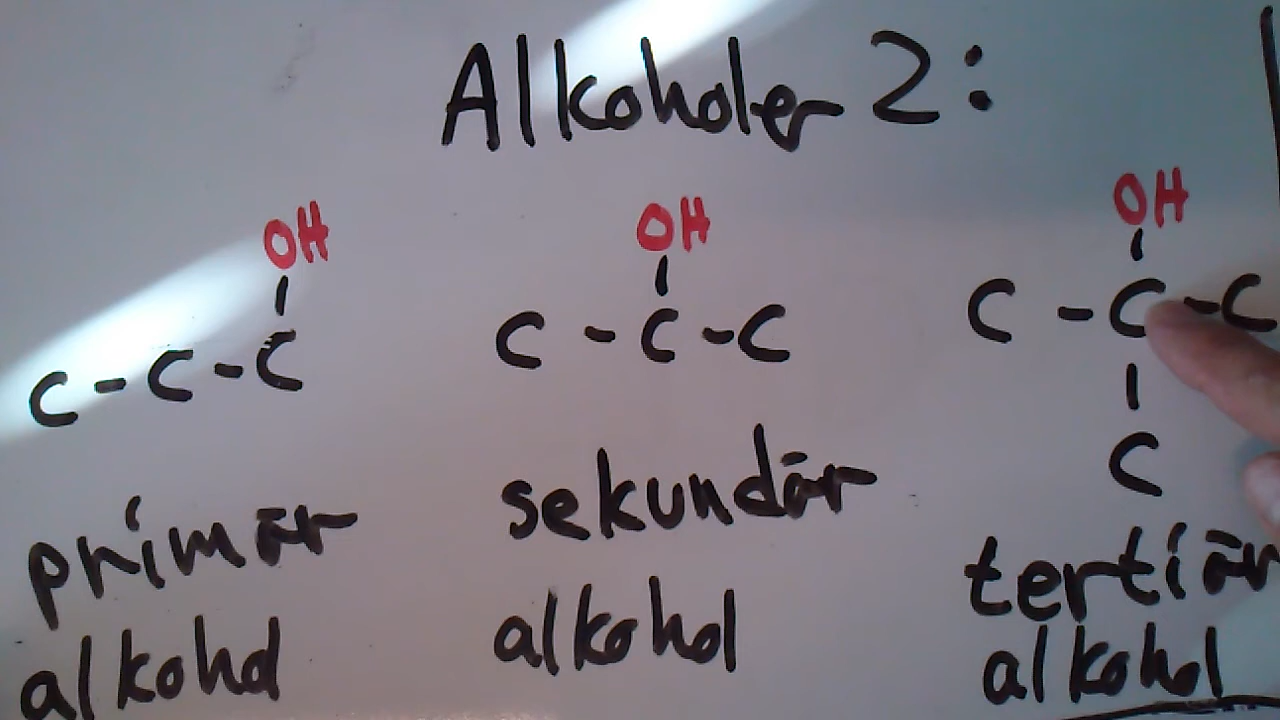 Alkoholer 2:
OH
C-C-C
primär
alkohol
OH
C-C-C
sekundär
alkohol
OH
C-C-C
C
tertiär
alkohol